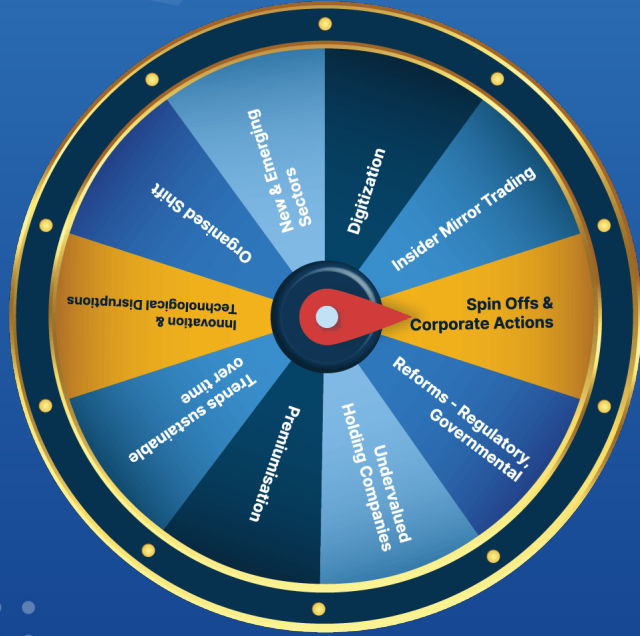 Digitization
Insider Mirror Trading
Spin Offs &
Corporate Actions
Reforms - Regulatory,
Governmental
Undervalued
Holding Companies
Premiumisation
Trends sustainable
over time
Innovation &
Technological Disruptions
Organised Shift
New & Emerging
Sectors